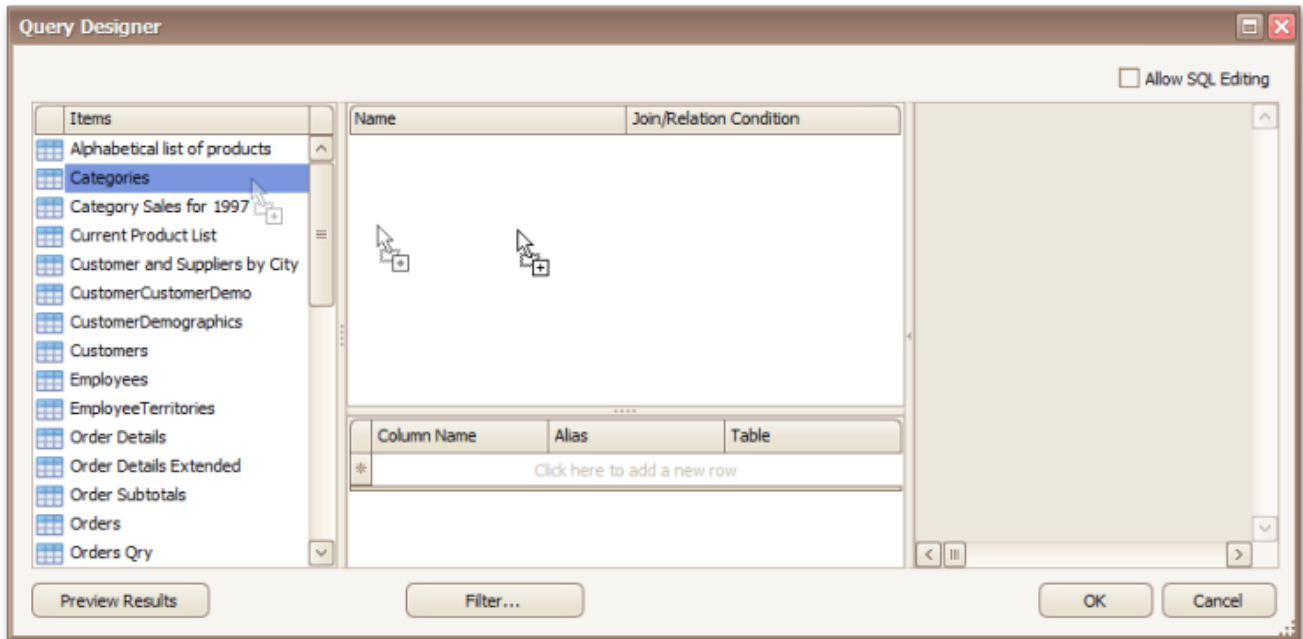 Query Designer
Allow SQL Editing
Items
Name Join/Relation Condition
Alphabetical list of products
Categories
Category Sales for 1997
Current Product List
Customer and Suppliers by City
CustomerCustomerDemo
CustomerDemographics
Customers
Employees
EmployeeTerritories
Order Details
Order Details Extended
Order Subtotals
Orders
Orders Qry
Column Name Alias Table
Click here to add a new row
Preview Results Filter... OK Cancel